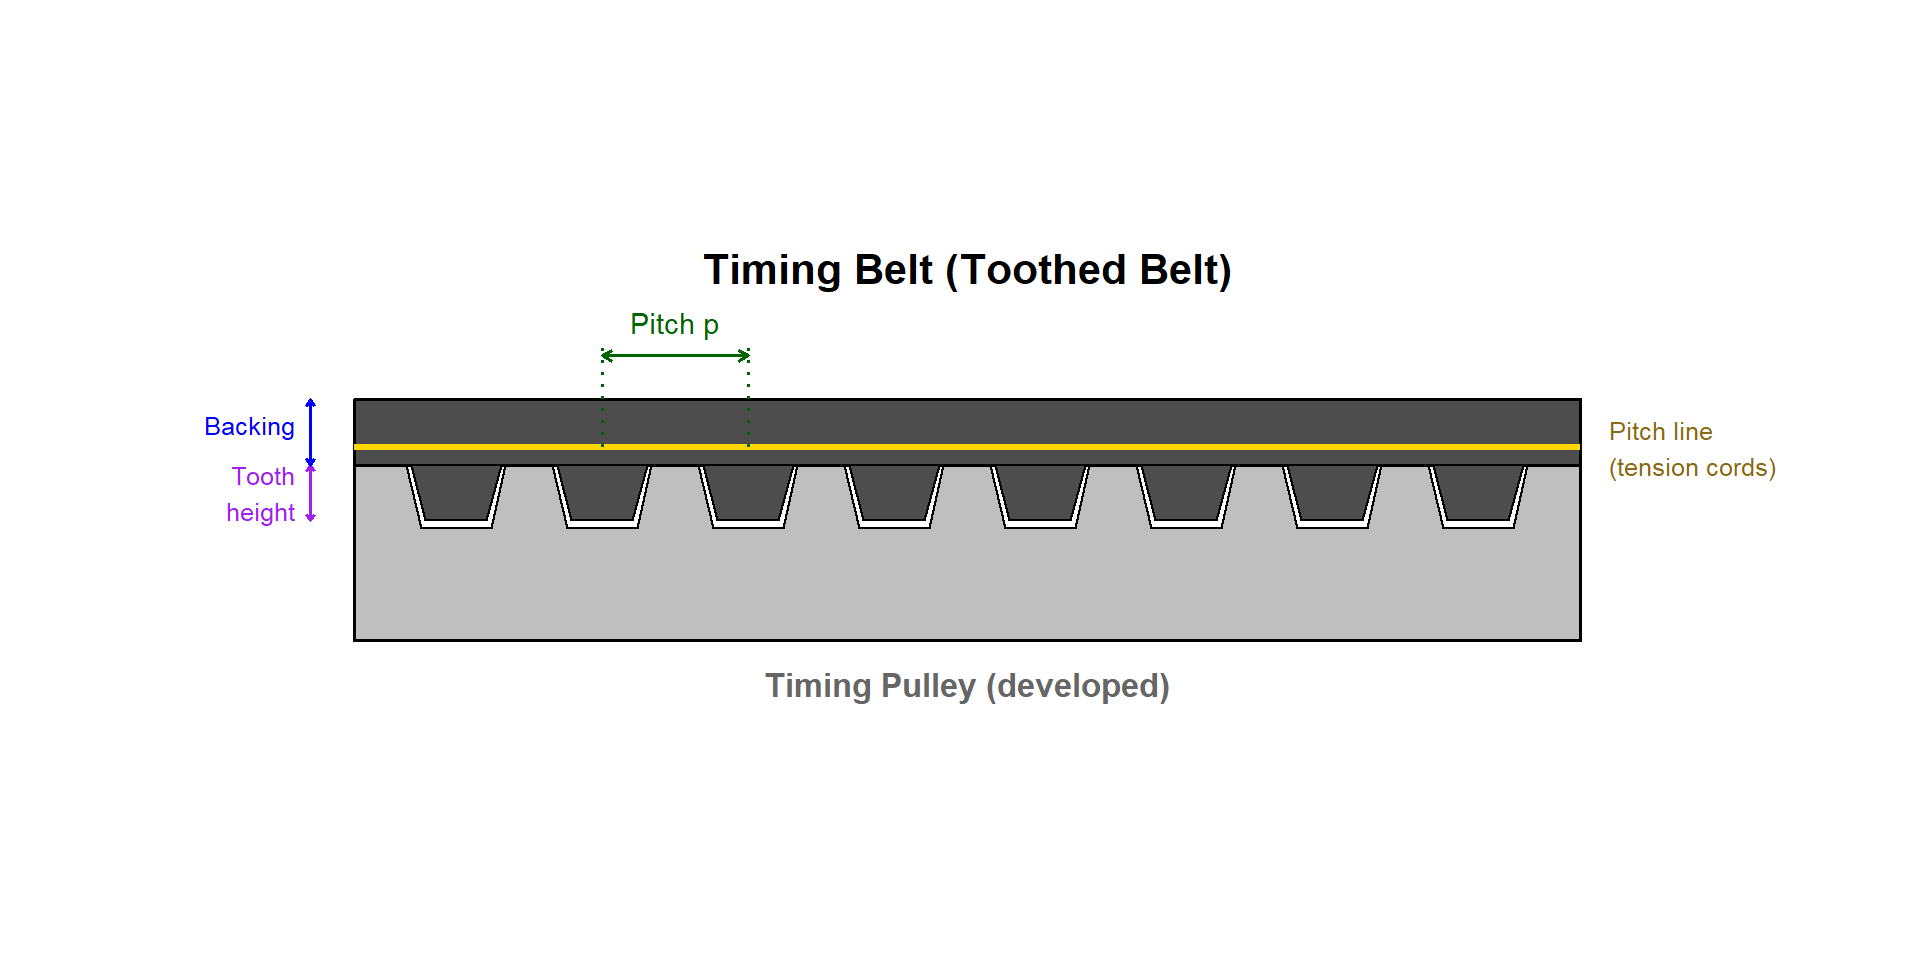 Timing Belt (Toothed Belt)
Pitch p
Backing
Tooth
height
Pitch line
(tension cords)
Timing Pulley (developed)